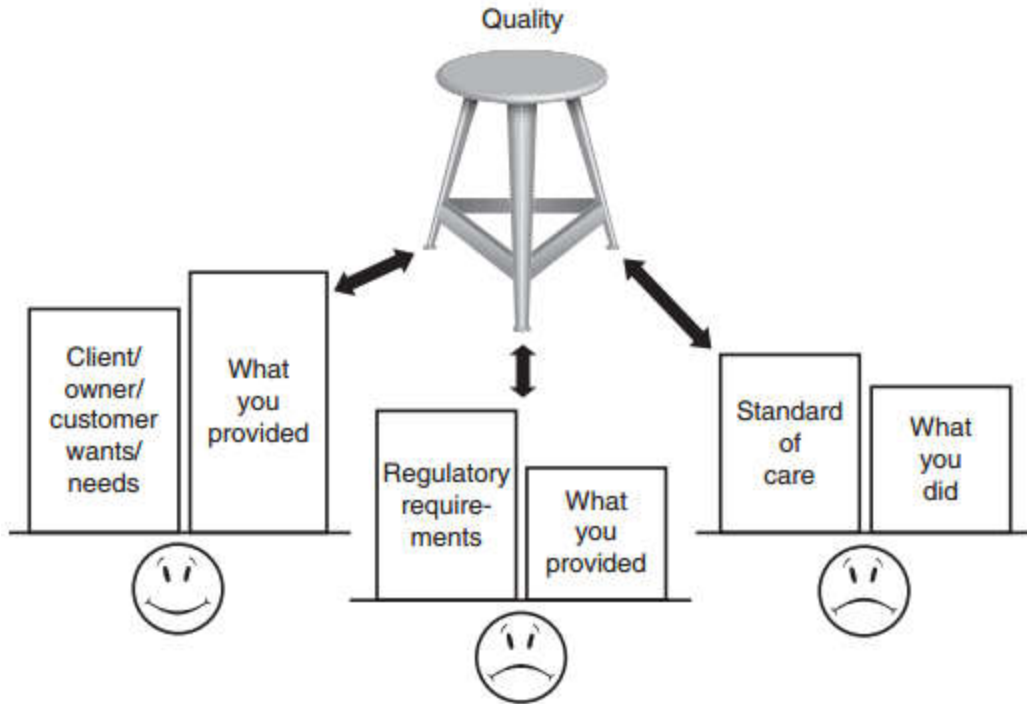 Quality
Client/
owner/
customer
wants/
needs
What
you
provided
Regulatory
require-
ments
What
you
provided
Standard
of
care
What
you
did